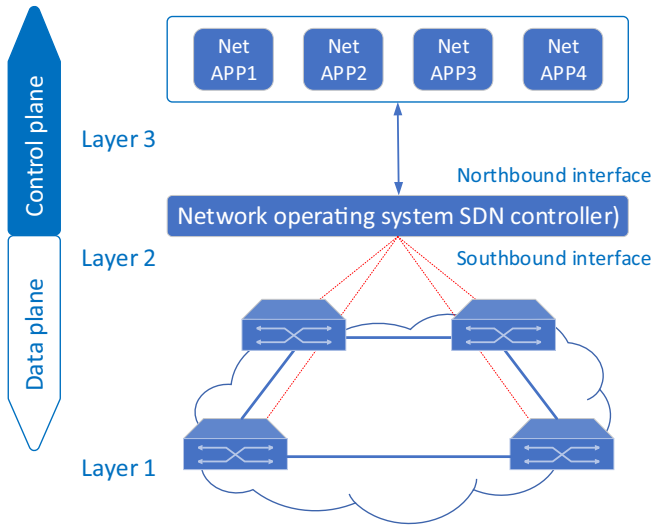 Net
APP1
Net
APP2
Net
APP3
Net
APP4
Control plane
Layer 3
Northbound interface
Network operating system SDN controller)
Layer 2
Southbound interface
Data plane
Layer 1